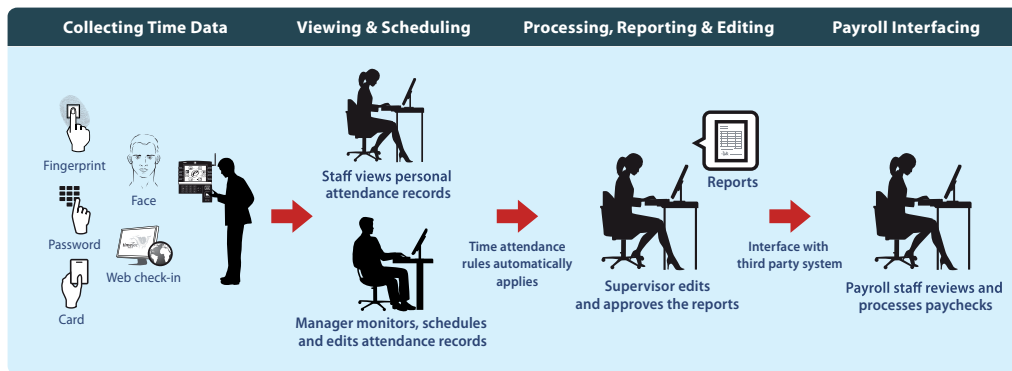 Collecting Time Data
Viewing & Scheduling
Processing, Reporting & Editing
Payroll Interfacing
Fingerprint
Face
Password
Web check-in
Card
Staff views personal
attendance records
Manager monitors, schedules
and edits attendance records
Time attendance
rules automatically
applies
Reports
Supervisor edits
and approves the reports
Interface with
third party system
Payroll staff reviews and
processes paychecks